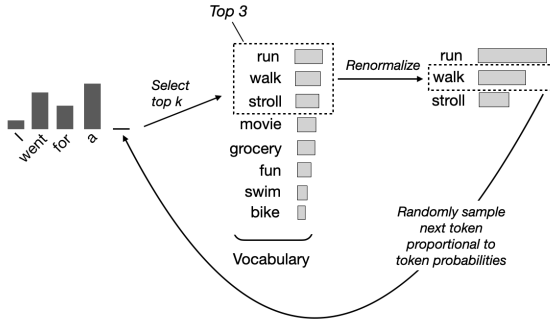 Top 3
I
went
for
a
Select
top k
run
walk
stroll
movie
grocery
fun
swim
bike
Vocabulary
Renormalize
run
walk
stroll
Randomly sample
next token
proportional to
token probabilities